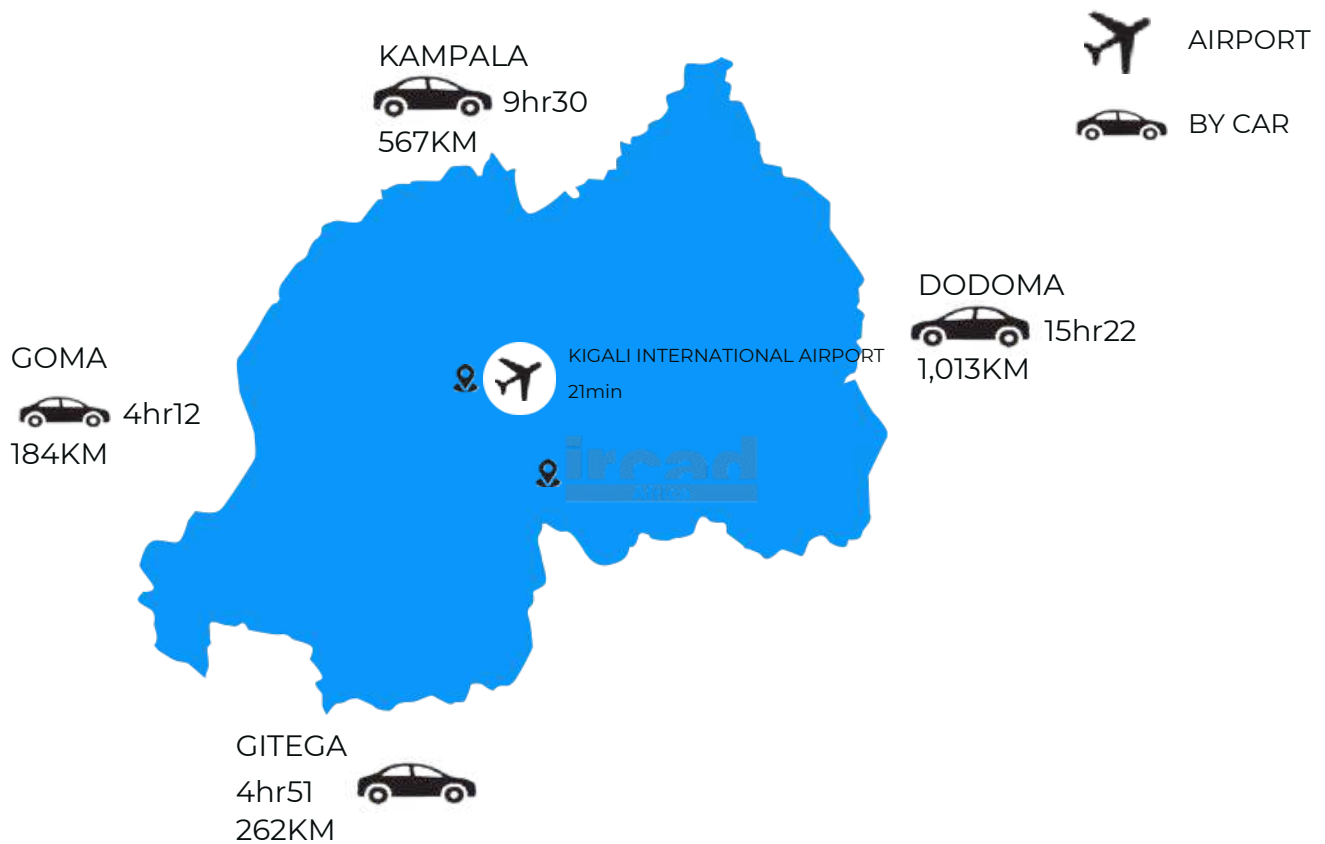 AIRPORT
BY CAR
KAMPALA
9hr30
567KM
DODOMA
15hr22
1,013KM
GOMA
4hr12
184KM
KIGALI INTERNATIONAL AIRPORT
21min
ircad
GITEGA
4hr51
262KM